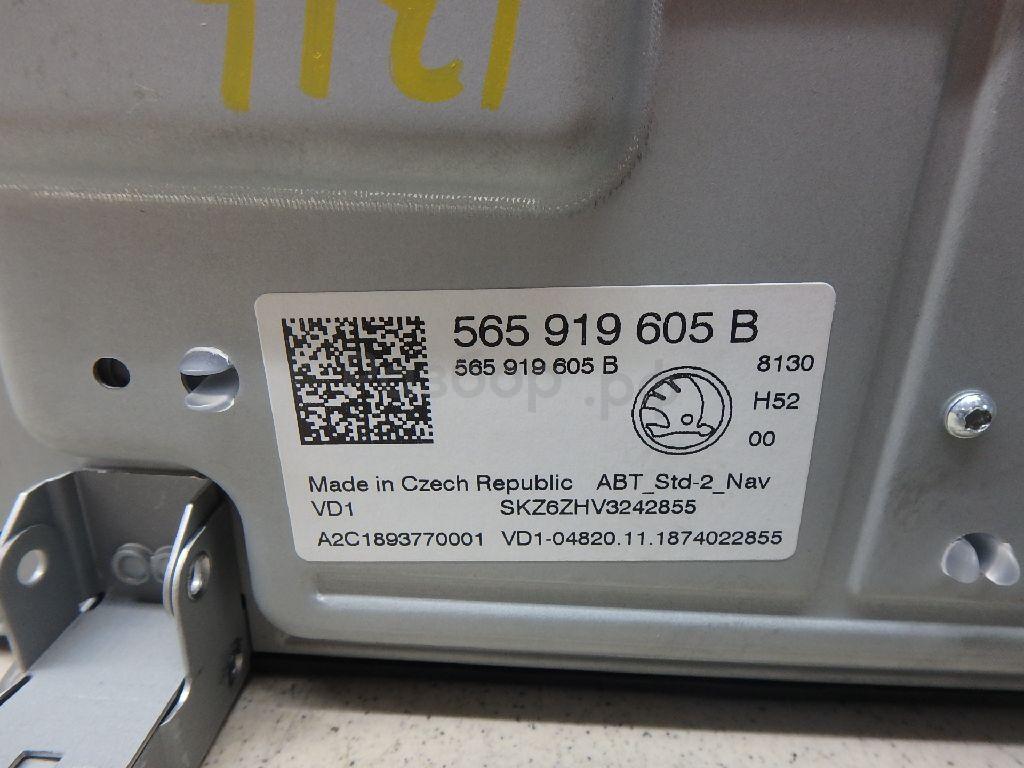 565 919 605 B
565 919 605 B
8130
H52
00
Made in Czech Republic ABT_Std-2_Nav
VD1 SKZ6ZHV3242855
A2C1893770001 VD1-04820.11.1874022855